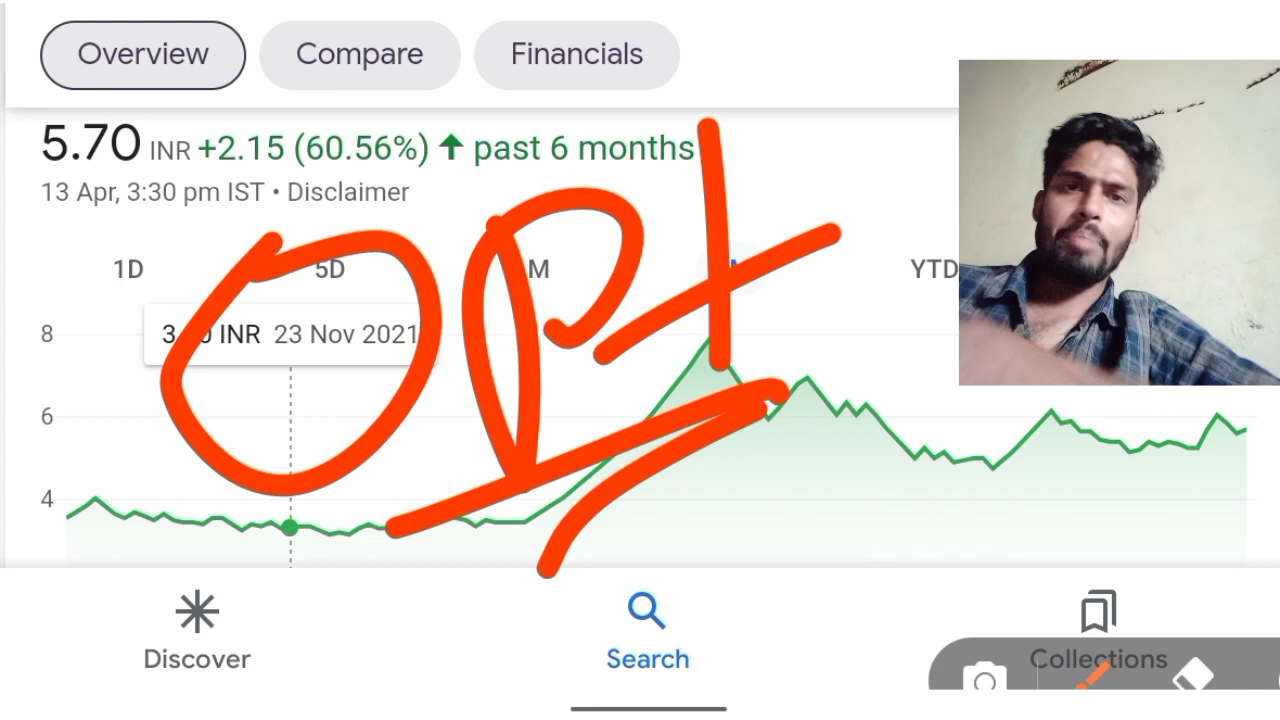 Overview Compare Financials
5.70 INR +2.15 (60.56%) ↑ past 6 months
13 Apr, 3:30 pm IST • Disclaimer
1D 5D M YTD
INR 23 Nov 2021
8
6
4
OPt
Discover Search Collections